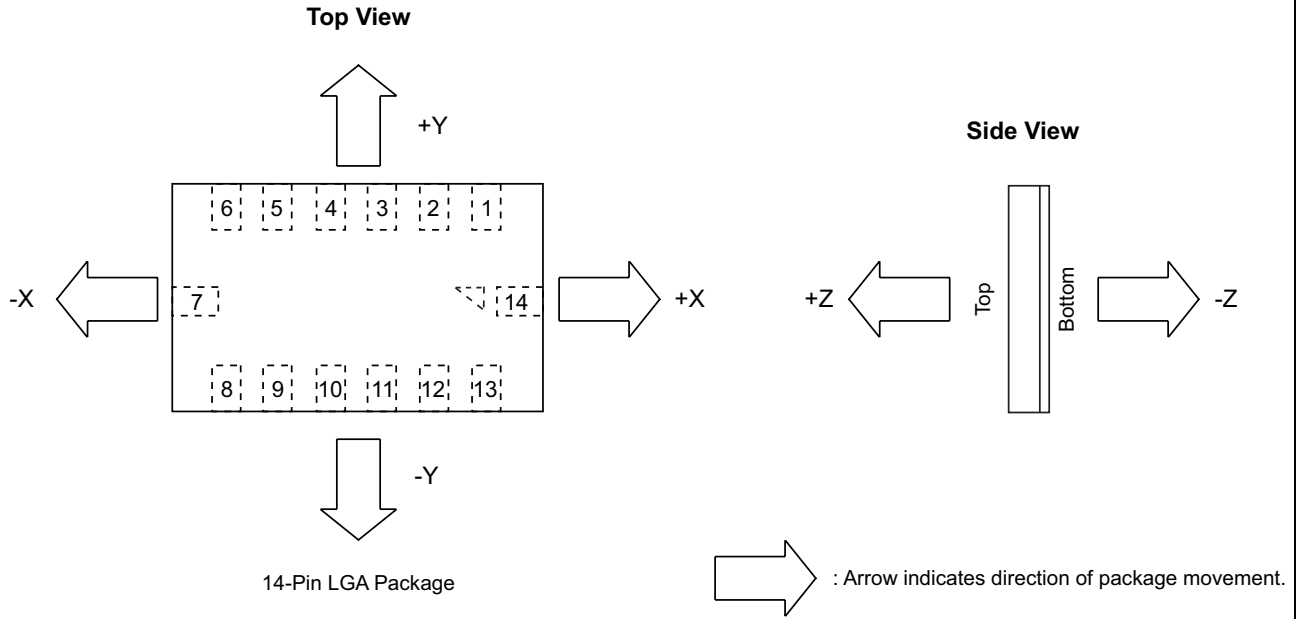 Top View
+Y
Side View
6 5 4 3 2 1
-X
7
14
+X
+Z
Top
Bottom
-Z
8 9 10 11 12 13
-Y
14-Pin LGA Package
: Arrow indicates direction of package movement.